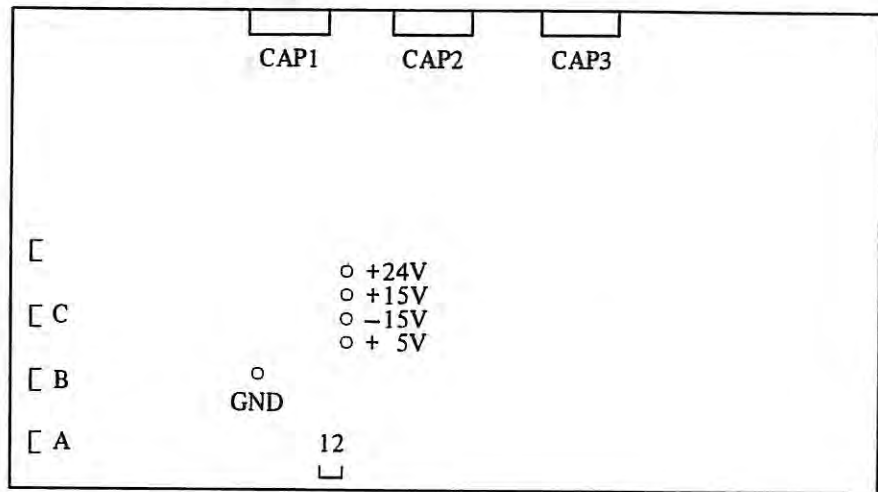 CAP1 CAP2 CAP3
+24V
+15V
C
−15V
+ 5V
B
GND
A
12